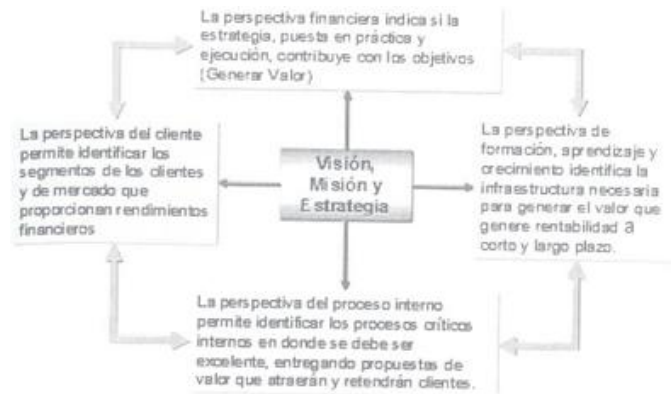 La perspectiva financiera indica si la
estrategia, puesta en práctica y
ejecución, contribuye con los objetivos
(Generar Valor)
La perspectiva del cliente
permite identificar los
segmentos de los clientes
y de mercado que
proporcionan rendimientos
financieros
Visión,
Misión y
Estrategia
La perspectiva de
formación, aprendizaje y
crecimiento identifica la
infraestructura necesaria
para generar el valor que
genere rentabilidad a
corto y largo plazo.
La perspectiva del proceso interno
permite identificar los procesos críticos
internos en donde se debe ser
excelente, entregando propuestas de
valor que atraerán y retendrán clientes.